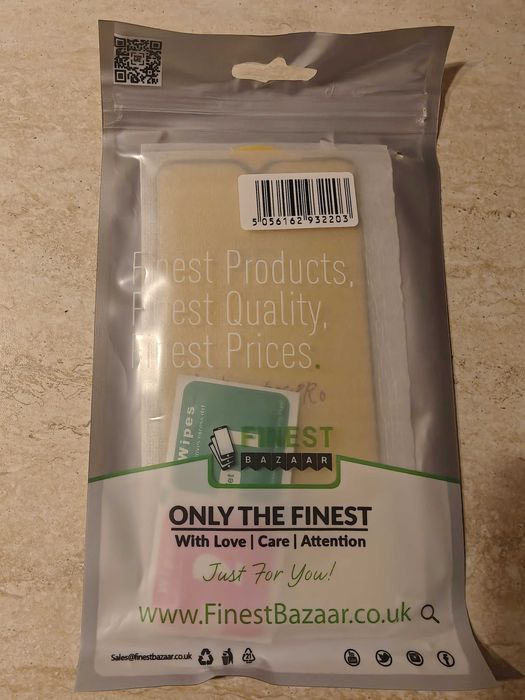 5 056162 932203
Finest Products,
Finest Quality,
Finest Prices.
Wipes
FINEST
BAZAAR
ONLY THE FINEST
With Love | Care | Attention
Just For You!
www.FinestBazaar.co.uk
Sales@finestbazaar.co.uk
21